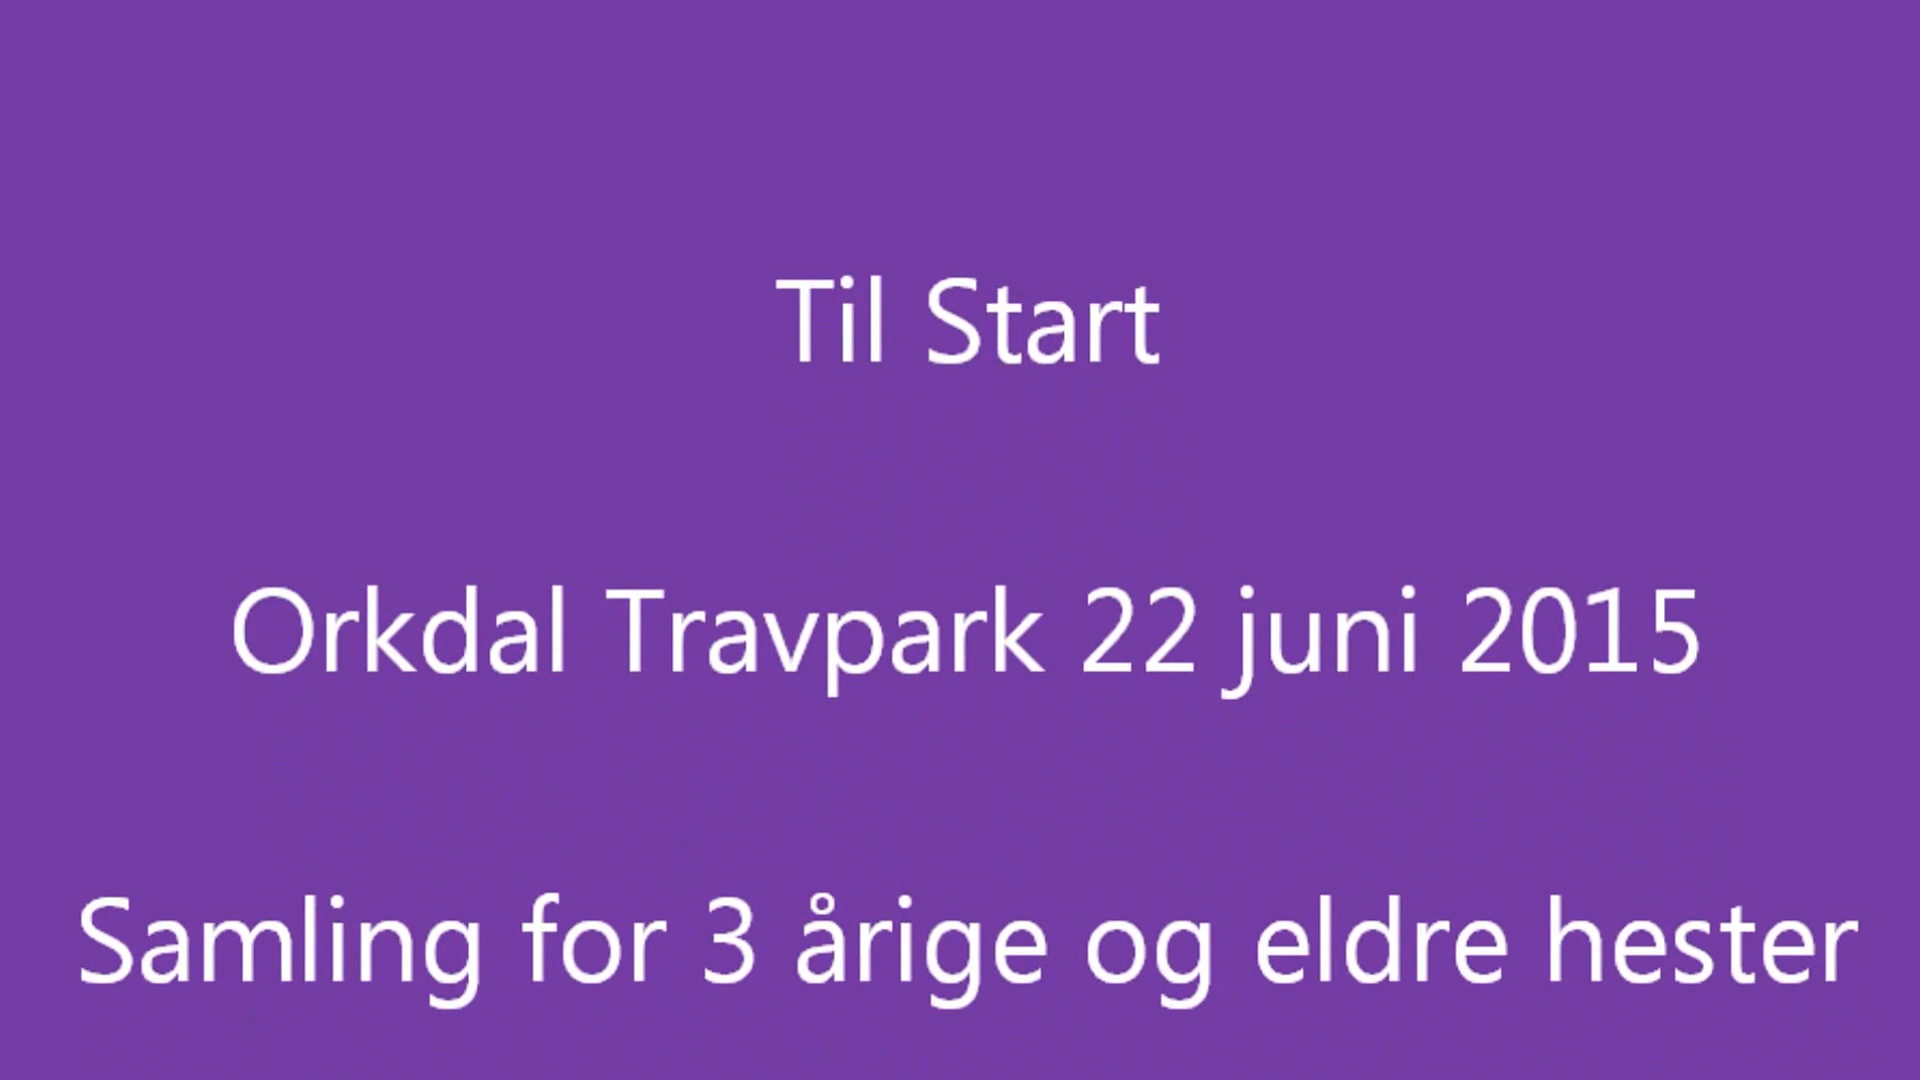 Til Start
Orkdal Travpark 22 juni 2015
Samling for 3 årige og eldre hester